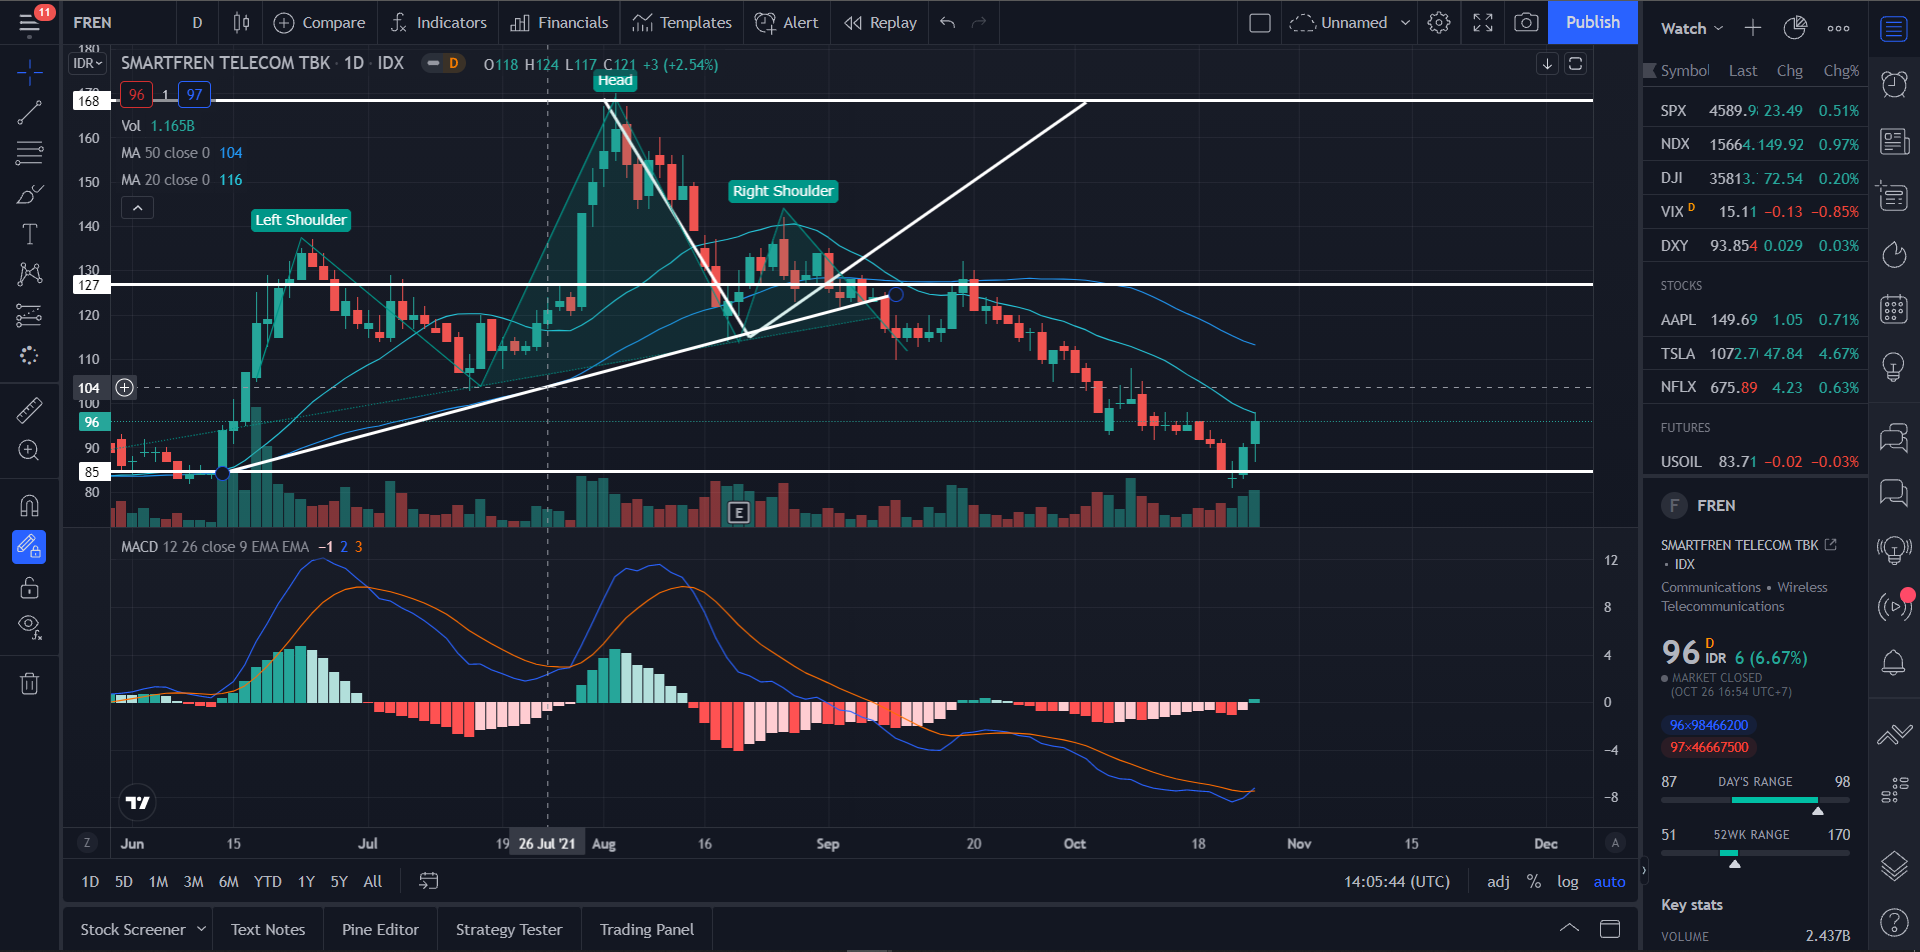 11
FREN D Compare Indicators Financials Templates Alert Replay Unnamed Publish
IDR SMARTFREN TELECOM TBK · 1D · IDX D O118 H124 L117 C121 +3 (+2.54%)
96 1 97
Vol 1.165B
MA 50 close 0 104
MA 20 close 0 116
Left Shoulder
Head
Right Shoulder
180
168
160
150
140
130
127
120
110
104
100
96
90
85
80
E
MACD 12 26 close 9 EMA EMA −1 2 3
12
8
4
0
−4
−8
Z Jun 15 Jul 19 26 Jul '21 Aug 16 Sep 20 Oct 18 Nov 15 Dec A
1D 5D 1M 3M 6M YTD 1Y 5Y All 14:05:44 (UTC) adj % log auto
Stock Screener Text Notes Pine Editor Strategy Tester Trading Panel
Watch
Symbol Last Chg Chg%
SPX 4589.9 23.49 0.51%
NDX 15664. 149.92 0.97%
DJI 35813. 72.54 0.20%
VIX D 15.11 −0.13 −0.85%
DXY 93.854 0.029 0.03%
STOCKS
AAPL 149.69 1.05 0.71%
TSLA 1072.7 47.84 4.67%
NFLX 675.89 4.23 0.63%
FUTURES
USOIL 83.71 −0.02 −0.03%
F FREN
SMARTFREN TELECOM TBK
• IDX
Communications • Wireless
Telecommunications
96 D IDR 6 (6.67%)
MARKET CLOSED
(OCT 26 16:54 UTC+7)
96×98466200
97×46667500
87 DAY'S RANGE 98
51 52WK RANGE 170
Key stats
VOLUME 2.437B